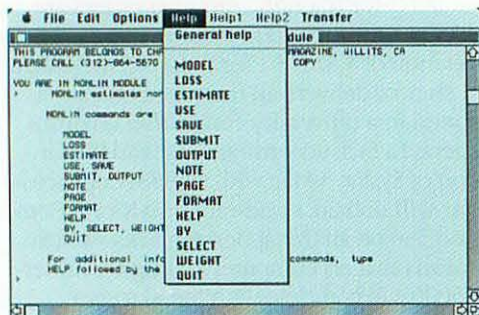 File Edit Options Help Help1 Help2 Transfer
General help
dule
THIS PROGRAM BELONGS TO CHA
MAGAZINE, WILLITS, CA
PLEASE CALL (312)-864-5670
COPY
YOU ARE IN NONLIN MODULE
> NONLIN estimates non
NONLIN commands are
MODEL
LOSS
ESTIMATE
USE, SAVE
SUBMIT, OUTPUT
NOTE
PAGE
FORMAT
HELP
BY, SELECT, WEIGHT
QUIT
For additional info
commands, type
HELP followed by the
>
MODEL
LOSS
ESTIMATE
USE
SAVE
SUBMIT
OUTPUT
NOTE
PAGE
FORMAT
HELP
BY
SELECT
WEIGHT
QUIT